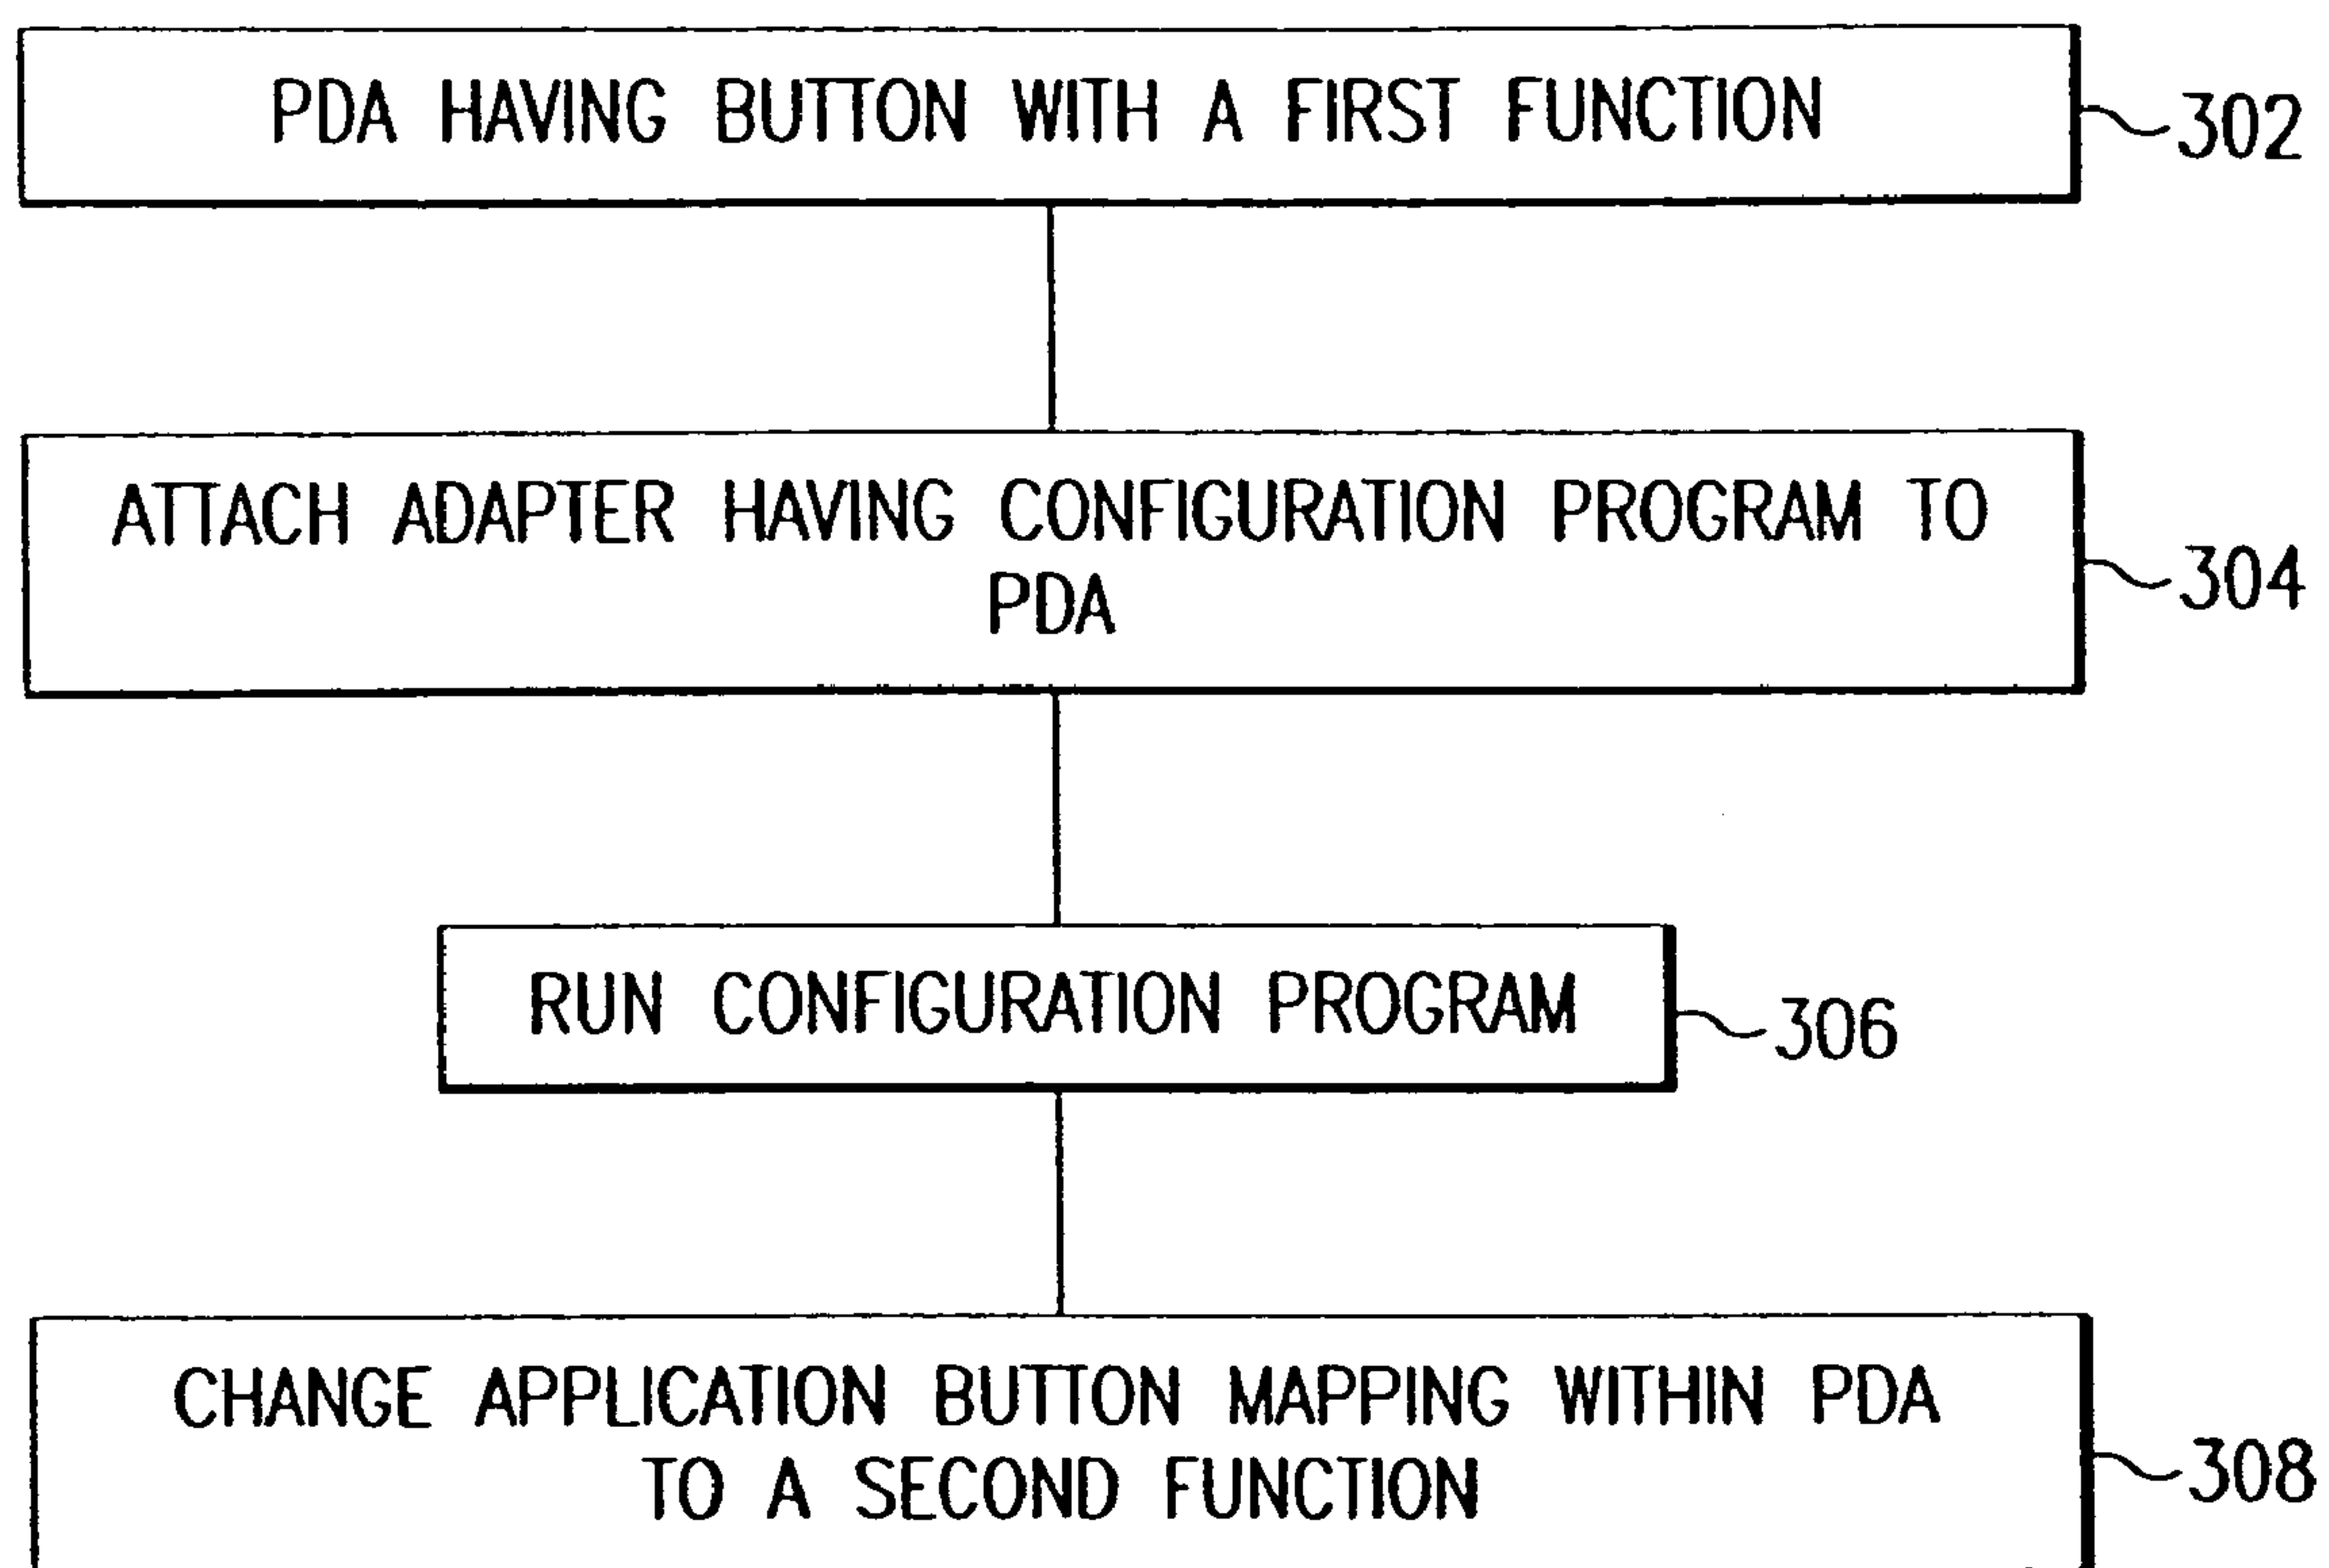 PDA HAVING BUTTON WITH A FIRST FUNCTION
302
ATTACH ADAPTER HAVING CONFIGURATION PROGRAM TO
PDA
304
RUN CONFIGURATION PROGRAM
306
CHANGE APPLICATION BUTTON MAPPING WITHIN PDA
TO A SECOND FUNCTION
308